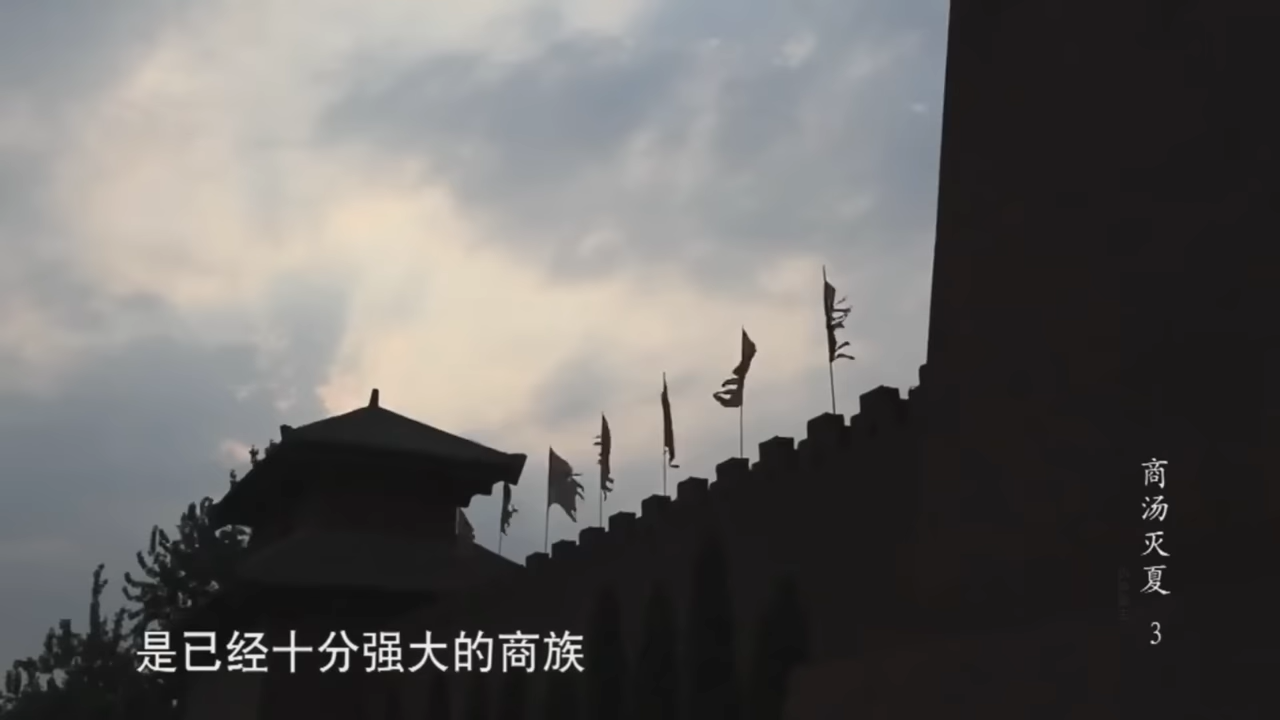 商汤灭夏 3
是已经十分强大的商族